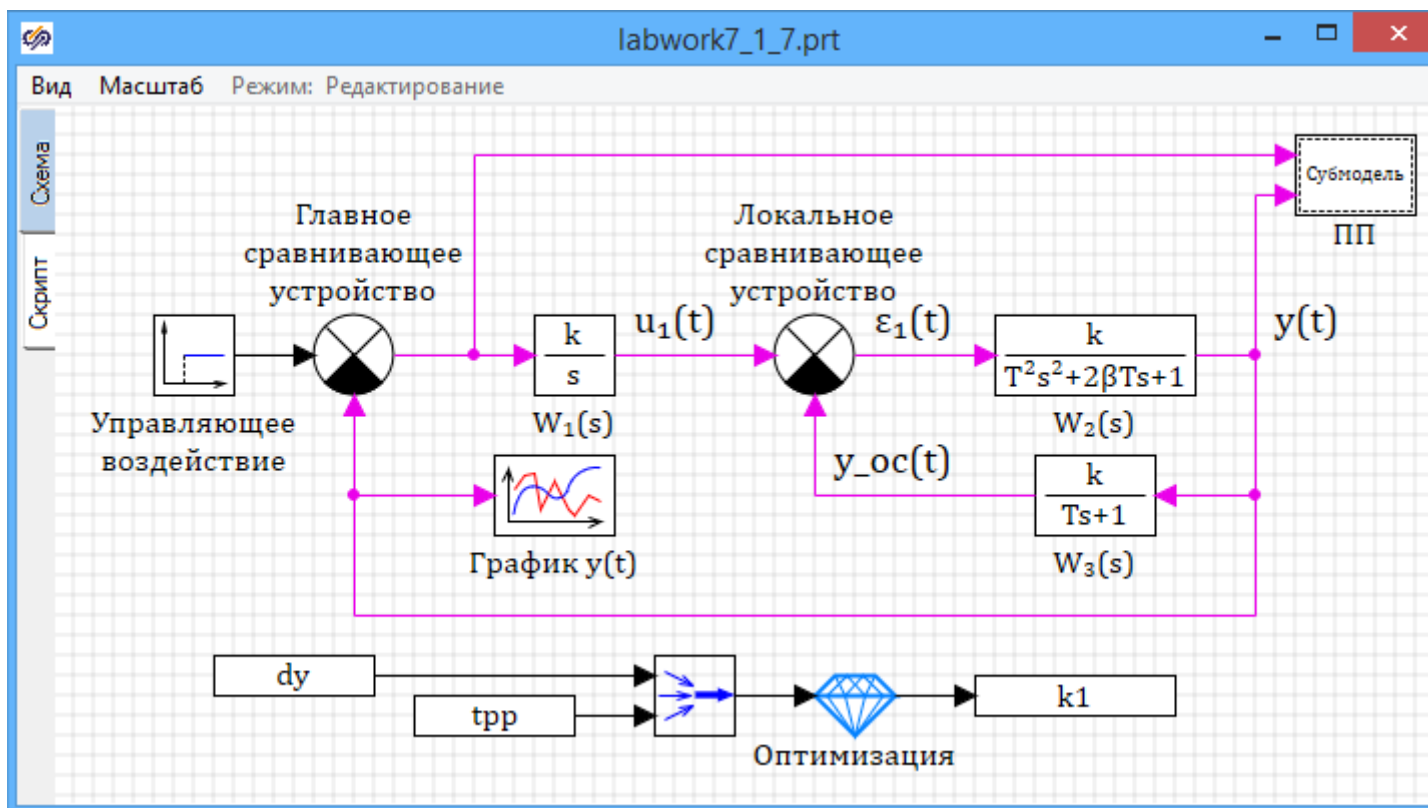 labwork7_1_7.prt
Вид Масштаб Режим: Редактирование
Схема
Скрипт
Субмодель
ПП
Главное
сравнивающее
устройство
Локальное
сравнивающее
устройство
u₁(t)
ε₁(t)
y(t)
k
s
W₁(s)
k
T²s²+2βTs+1
W₂(s)
Управляющее
воздействие
y_oc(t)
k
Ts+1
W₃(s)
График y(t)
dy
tpp
k1
Оптимизация